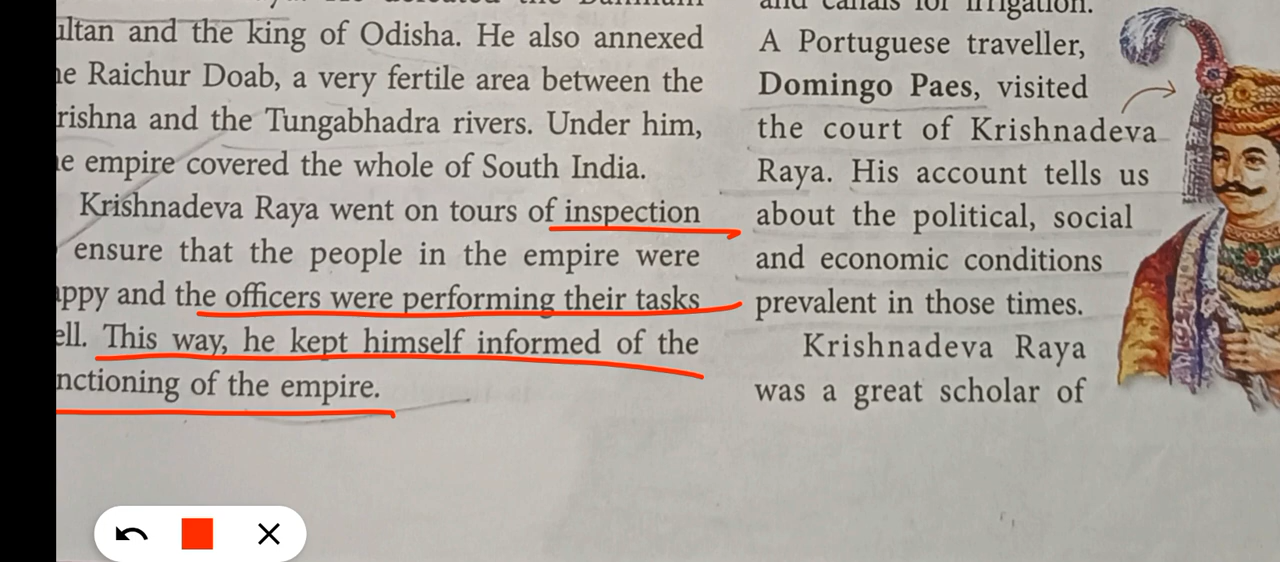 ultan and the king of Odisha. He also annexed
he Raichur Doab, a very fertile area between the
rishna and the Tungabhadra rivers. Under him,
he empire covered the whole of South India.
Krishnadeva Raya went on tours of inspection
ensure that the people in the empire were
appy and the officers were performing their tasks
ell. This way, he kept himself informed of the
nctioning of the empire.
and canals for irrigation.
A Portuguese traveller,
Domingo Paes, visited
the court of Krishnadeva
Raya. His account tells us
about the political, social
and economic conditions
prevalent in those times.
Krishnadeva Raya
was a great scholar of